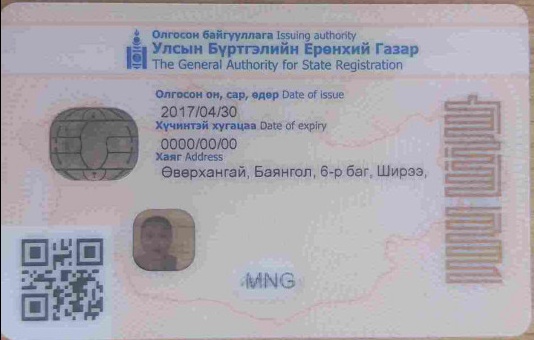 Олгосон байгууллага Issuing authority
Улсын Бүртгэлийн Ерөнхий Газар
The General Authority for State Registration
Олгосон он, сар, өдөр Date of issue
2017/04/30
Хүчинтэй хугацаа Date of expiry
0000/00/00
Хаяг Address
Өвөрхангай, Баянгол, 6-р баг, Ширээ,
MNG